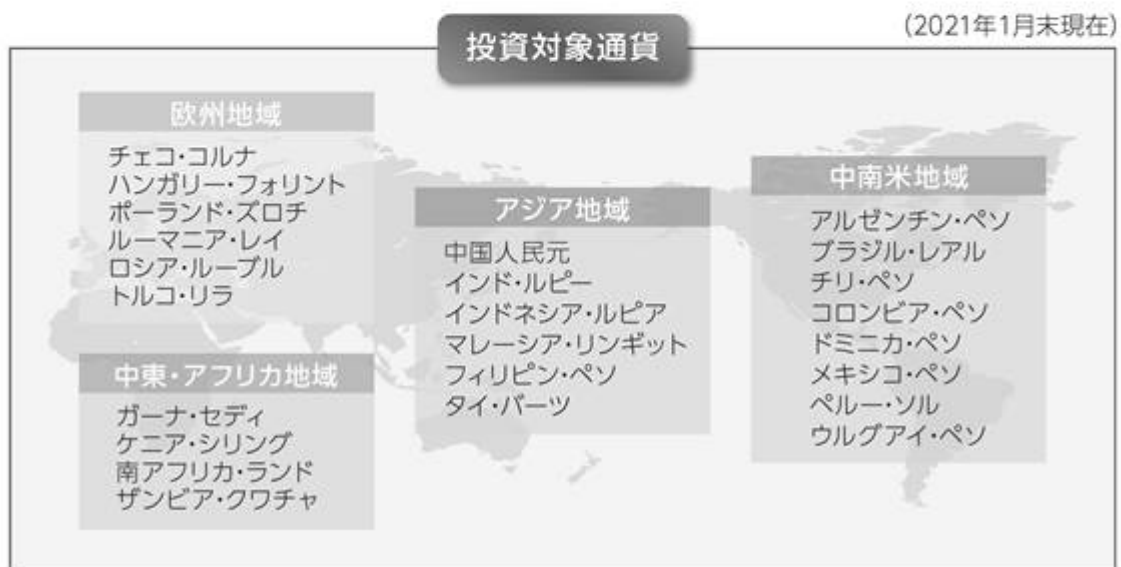 (2021年1月末現在)
投資対象通貨
欧州地域
チェコ・コルナ
ハンガリー・フォリント
ポーランド・ズロチ
ルーマニア・レイ
ロシア・ルーブル
トルコ・リラ
中東・アフリカ地域
ガーナ・セディ
ケニア・シリング
南アフリカ・ランド
ザンビア・クワチャ
アジア地域
中国人民元
インド・ルピー
インドネシア・ルピア
マレーシア・リンギット
フィリピン・ペソ
タイ・バーツ
中南米地域
アルゼンチン・ペソ
ブラジル・レアル
チリ・ペソ
コロンビア・ペソ
ドミニカ・ペソ
メキシコ・ペソ
ペルー・ソル
ウルグアイ・ペソ